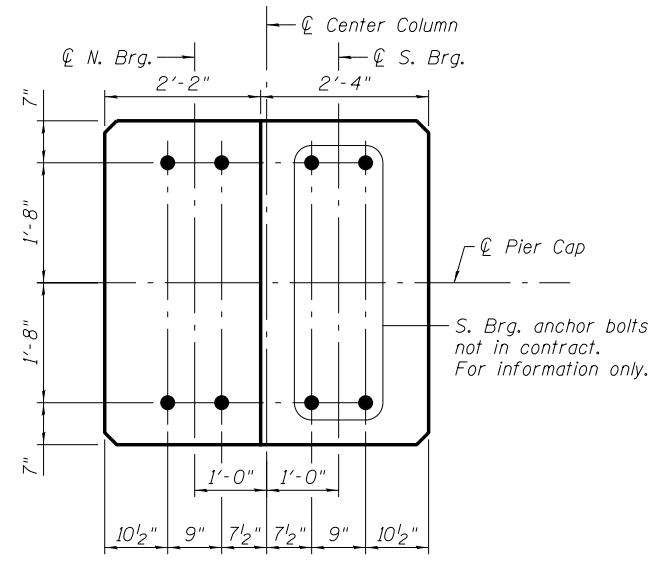 ℄ Center Column
℄ N. Brg.
℄ S. Brg.
2'-2"
2'-4"
7"
1'-8"
℄ Pier Cap
1'-8"
S. Brg. anchor bolts
not in contract.
For information only.
7"
1'-0"
1'-0"
10½"
9"
7½"
7½"
9"
10½"